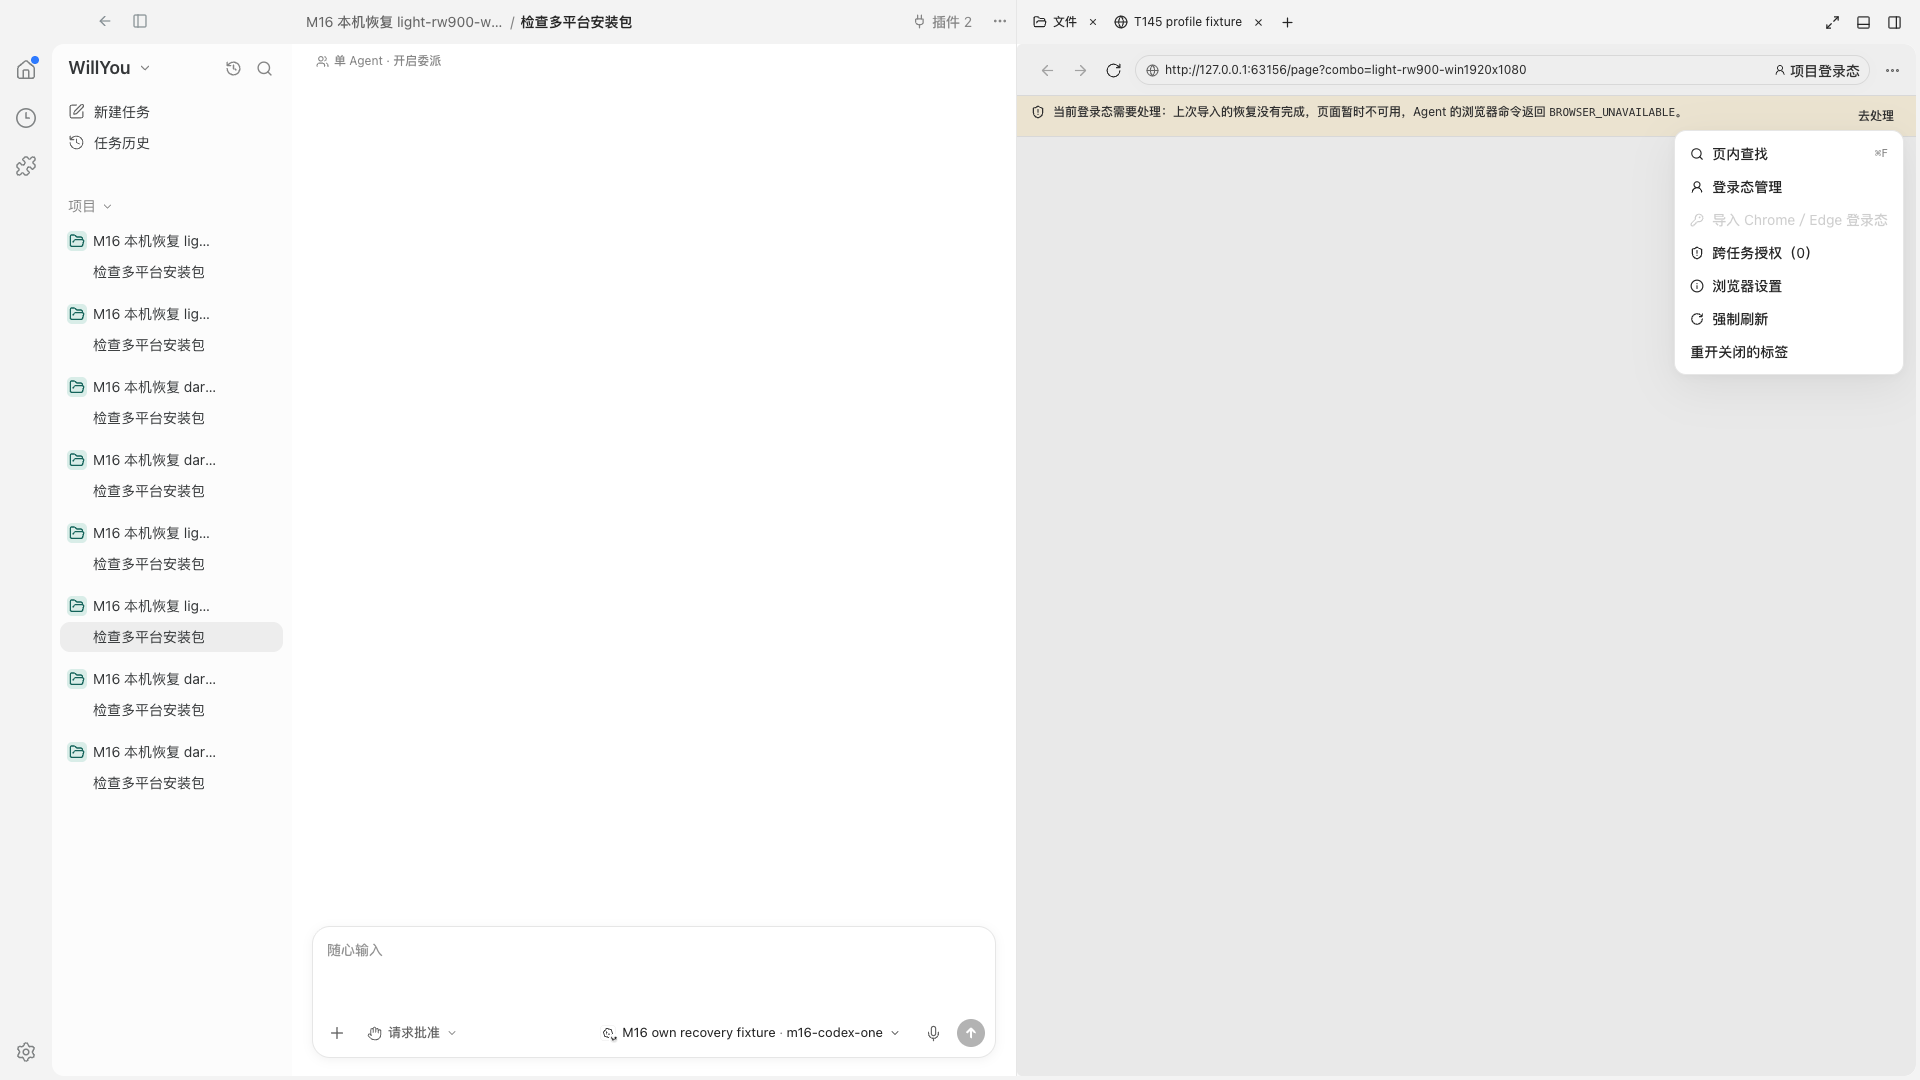 M16 本机恢复 light-rw900-w... / 检查多平台安装包
插件 2
文件
T145 profile fixture
WillYou
单 Agent · 开启委派
http://127.0.0.1:63156/page?combo=light-rw900-win1920x1080
项目登录态
当前登录态需要处理：上次导入的恢复没有完成，页面暂时不可用，Agent 的浏览器命令返回 BROWSER_UNAVAILABLE。
去处理
新建任务
任务历史
项目
M16 本机恢复 lig...
检查多平台安装包
M16 本机恢复 lig...
检查多平台安装包
M16 本机恢复 dar...
检查多平台安装包
M16 本机恢复 dar...
检查多平台安装包
M16 本机恢复 lig...
检查多平台安装包
M16 本机恢复 lig...
检查多平台安装包
M16 本机恢复 dar...
检查多平台安装包
M16 本机恢复 dar...
检查多平台安装包
页内查找 ⌘F
登录态管理
导入 Chrome / Edge 登录态
跨任务授权（0）
浏览器设置
强制刷新
重开关闭的标签
随心输入
请求批准
M16 own recovery fixture · m16-codex-one